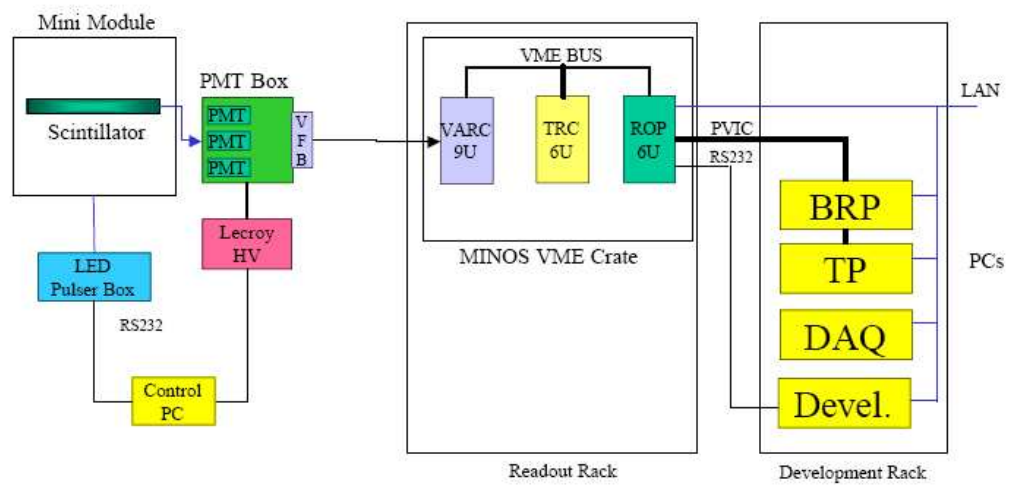 Mini Module
Scintillator
PMT Box
PMT
PMT
PMT
V
F
B
Lecroy
HV
LED
Pulser Box
RS232
Control
PC
VME BUS
VARC
9U
TRC
6U
ROP
6U
MINOS VME Crate
Readout Rack
LAN
PVIC
RS232
BRP
TP
DAQ
Devel.
PCs
Development Rack